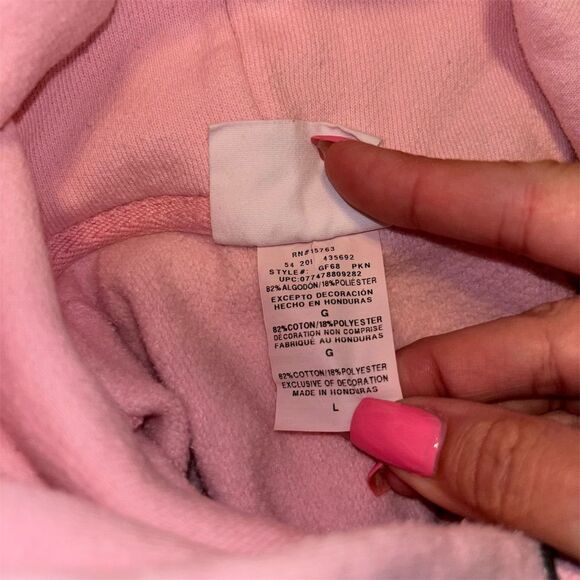 RN#15763
54 201 435692
STYLE#: GF68 PKN
UPC:077478809282
82%ALGODÓN/18%POLIÉSTER
EXCEPTO DECORACIÓN
HECHO EN HONDURAS
G
82%COTON/18%POLYESTER
DÉCORATION NON COMPRISE
FABRIQUÉ AU HONDURAS
G
82%COTTON/18%POLYESTER
EXCLUSIVE OF DECORATION
MADE IN HONDURAS
L